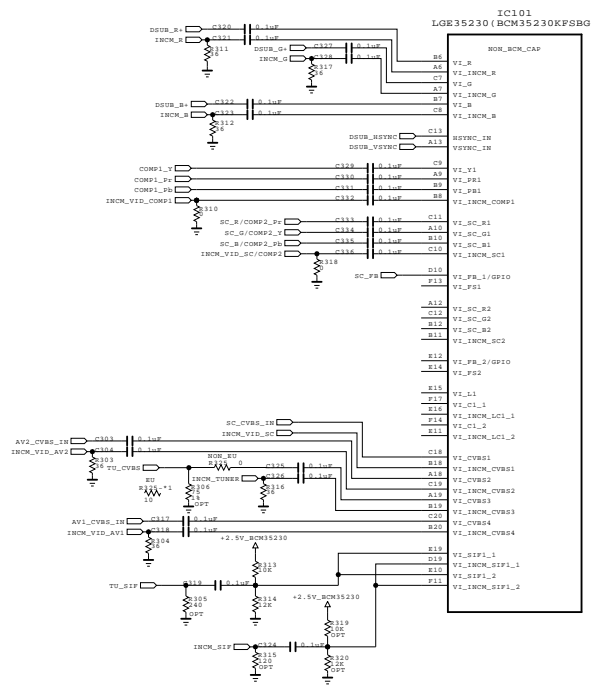 IC101
LGE35230(BCM35230KFSBG
NON_BCM_CAP
DSUB_R+ C320 0.1uF B6 VI_R
INCM_R C321 0.1uF A6 VI_INCM_R
R311
36
DSUB_G+ C327 0.1uF C7 VI_G
INCM_G C328 0.1uF A7 VI_INCM_G
R317
36
DSUB_B+ C322 0.1uF B7 VI_B
INCM_B C323 0.1uF C8 VI_INCM_B
R312
36
DSUB_HSYNC C13 HSYNC_IN
DSUB_VSYNC A13 VSYNC_IN
COMP1_Y C329 0.1uF C9 VI_Y1
COMP1_Pr C330 0.1uF A9 VI_PR1
COMP1_Pb C331 0.1uF B9 VI_PB1
INCM_VID_COMP1 C332 0.1uF B8 VI_INCM_COMP1
R310
0
SC_R/COMP2_Pr C333 0.1uF C11 VI_SC_R1
SC_G/COMP2_Y C334 0.1uF A10 VI_SC_G1
SC_B/COMP2_Pb C335 0.1uF B10 VI_SC_B1
INCM_VID_SC/COMP2 C336 0.1uF C10 VI_INCM_SC1
R318
0
SC_FB D10 VI_FB_1/GPIO
F13 VI_FS1
A12 VI_SC_R2
C12 VI_SC_G2
B12 VI_SC_B2
B11 VI_INCM_SC2
E12 VI_FB_2/GPIO
E14 VI_FS2
E15 VI_L1
F17 VI_C1_1
E16 VI_INCM_LC1_1
F14 VI_C1_2
E11 VI_INCM_LC1_2
SC_CVBS_IN C18 VI_CVBS1
INCM_VID_SC B18 VI_INCM_CVBS1
AV2_CVBS_IN C303 0.1uF A18 VI_CVBS2
INCM_VID_AV2 C304 0.1uF C19 VI_INCM_CVBS2
R303
36
NON_EU
R325 0
TU_CVBS C325 0.1uF A19 VI_CVBS3
INCM_TUNER C326 0.1uF B19 VI_INCM_CVBS3
EU
R325-*1
10
R306
75
1%
OPT
R316
36
AV1_CVBS_IN C317 0.1uF C20 VI_CVBS4
INCM_VID_AV1 C318 0.1uF B20 VI_INCM_CVBS4
R304
36
+2.5V_BCM35230
R313
10K
E19 VI_SIF1_1
D19 VI_INCM_SIF1_1
E10 VI_SIF1_2
F11 VI_INCM_SIF1_2
TU_SIF C319 0.1uF
R305
240
OPT
R314
12K
+2.5V_BCM35230
R319
10K
OPT
INCM_SIF C324 0.1uF
R315
120
OPT
R320
12K
OPT